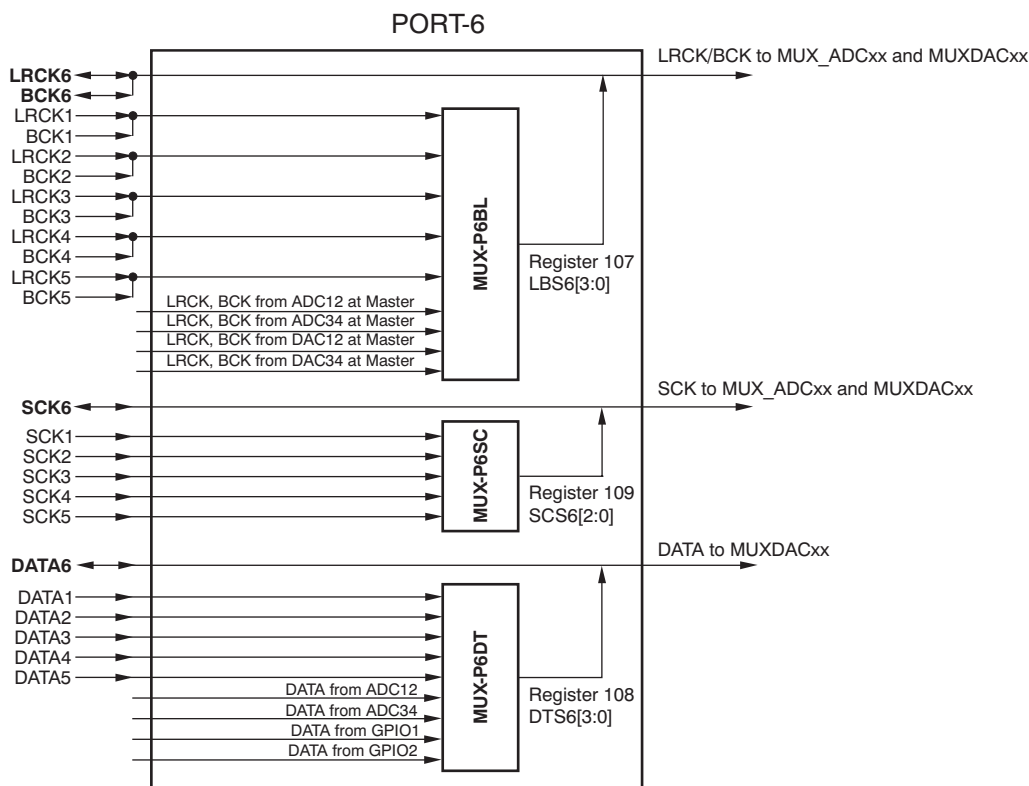 PORT-6
LRCK/BCK to MUX_ADCxx and MUXDACxx
LRCK6
BCK6
LRCK1
BCK1
LRCK2
BCK2
LRCK3
BCK3
LRCK4
BCK4
LRCK5
BCK5
LRCK, BCK from ADC12 at Master
LRCK, BCK from ADC34 at Master
LRCK, BCK from DAC12 at Master
LRCK, BCK from DAC34 at Master
MUX-P6BL
Register 107
LBS6[3:0]
SCK to MUX_ADCxx and MUXDACxx
SCK6
SCK1
SCK2
SCK3
SCK4
SCK5
MUX-P6SC
Register 109
SCS6[2:0]
DATA to MUXDACxx
DATA6
DATA1
DATA2
DATA3
DATA4
DATA5
DATA from ADC12
DATA from ADC34
DATA from GPIO1
DATA from GPIO2
MUX-P6DT
Register 108
DTS6[3:0]